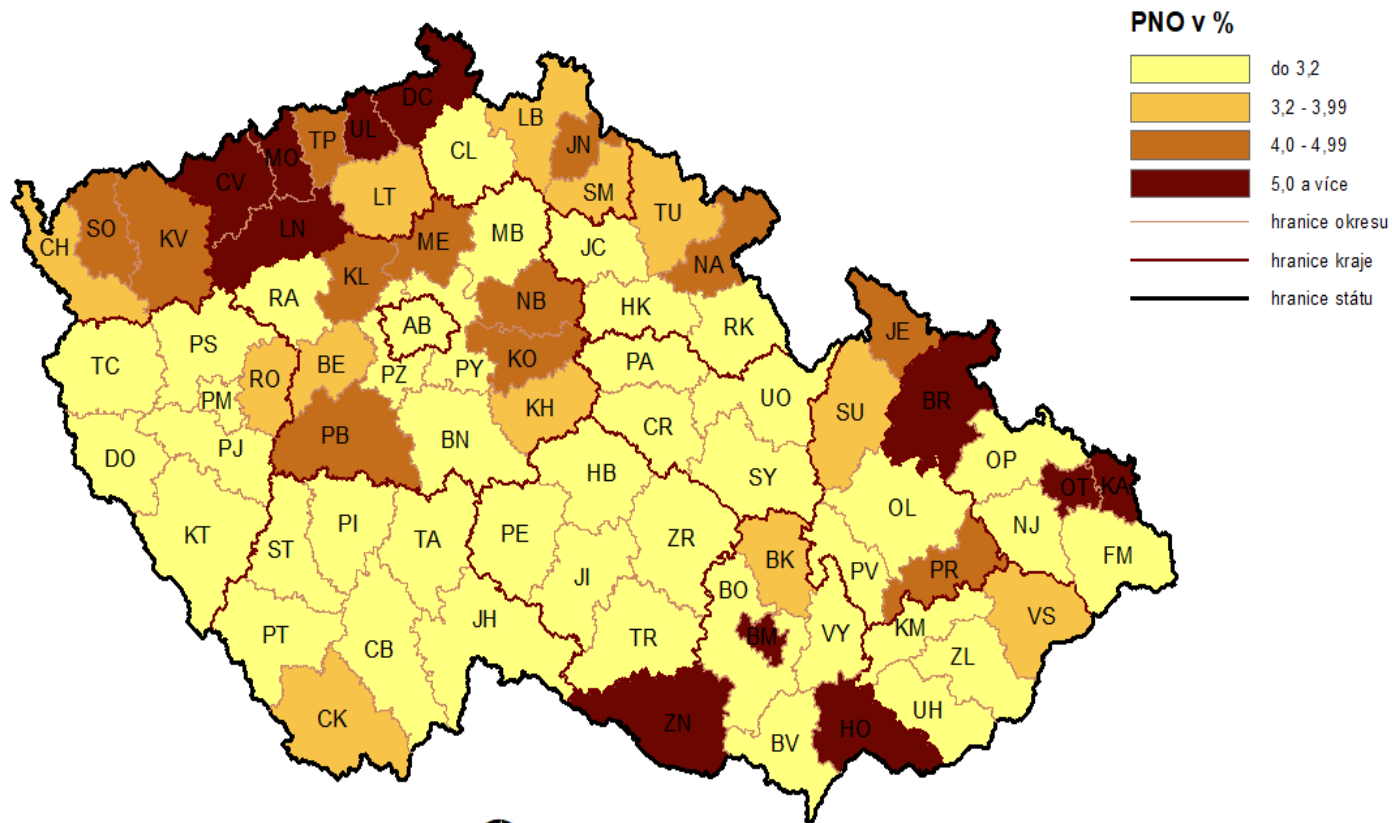 PNO v %
do 3,2
3,2 - 3,99
4,0 - 4,99
5,0 a více
hranice okresu
hranice kraje
hranice státu
DC
UL
TP
MO
CV
LB
JN
CL
LT
SM
TU
SO
KV
CH
LN
ME
MB
JC
NA
KL
RA
NB
HK
RK
AB
JE
PS
TC
BE
RO
PZ
PY
KO
PA
UO
PM
KH
CR
SU
BR
PB
BN
DO
PJ
HB
SY
OP
OT
KA
KT
ST
PI
TA
PE
ZR
OL
NJ
FM
BK
JI
BO
PV
PR
PT
CB
JH
TR
BM
VY
KM
VS
ZL
CK
ZN
BV
HO
UH